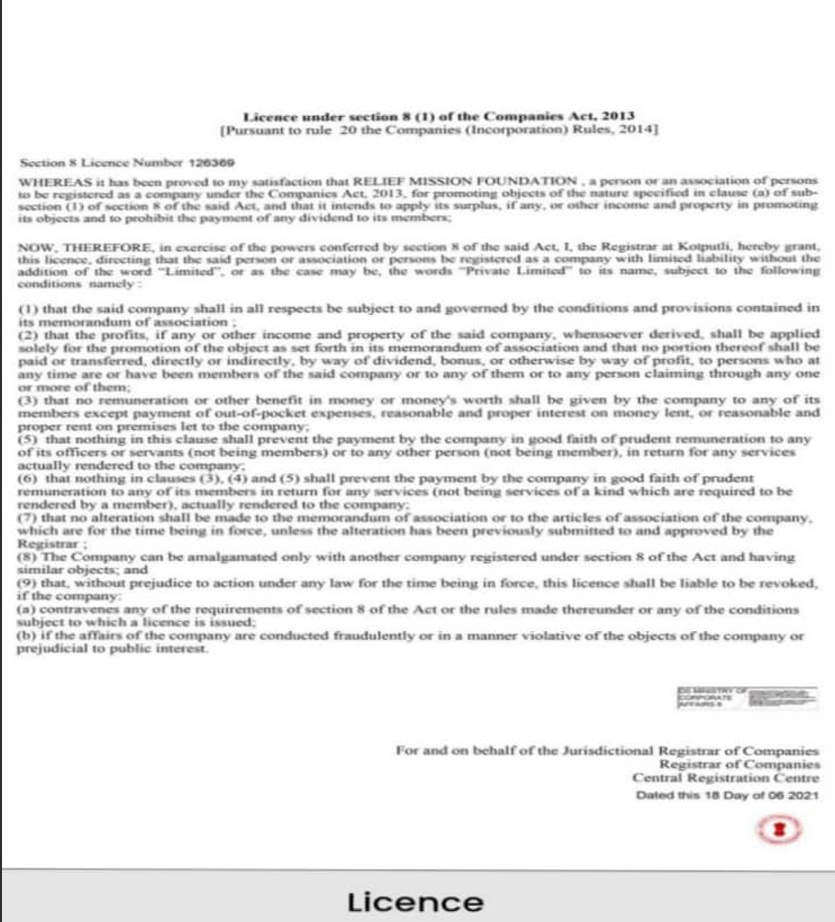 Licence under section 8 (1) of the Companies Act, 2013
[Pursuant to rule 20 the Companies (Incorporation) Rules, 2014]
Section 8 Licence Number 126369
WHEREAS it has been proved to my satisfaction that RELIEF MISSION FOUNDATION , a person or an association of persons
to be registered as a company under the Companies Act, 2013, for promoting objects of the nature specified in clause (a) of sub-
section (1) of section 8 of the said Act, and that it intends to apply its surplus, if any, or other income and property in promoting
its objects and to prohibit the payment of any dividend to its members;
NOW, THEREFORE, in exercise of the powers conferred by section 8 of the said Act, I, the Registrar at Kotputli, hereby grant,
this licence, directing that the said person or association or persons be registered as a company with limited liability without the
addition of the word “Limited”, or as the case may be, the words “Private Limited” to its name, subject to the following
conditions namely :
(1) that the said company shall in all respects be subject to and governed by the conditions and provisions contained in
its memorandum of association ;
(2) that the profits, if any or other income and property of the said company, whensoever derived, shall be applied
solely for the promotion of the object as set forth in its memorandum of association and that no portion thereof shall be
paid or transferred, directly or indirectly, by way of dividend, bonus, or otherwise by way of profit, to persons who at
any time are or have been members of the said company or to any of them or to any person claiming through any one
or more of them;
(3) that no remuneration or other benefit in money or money's worth shall be given by the company to any of its
members except payment of out-of-pocket expenses, reasonable and proper interest on money lent, or reasonable and
proper rent on premises let to the company;
(5) that nothing in this clause shall prevent the payment by the company in good faith of prudent remuneration to any
of its officers or servants (not being members) or to any other person (not being member), in return for any services
actually rendered to the company;
(6) that nothing in clauses (3), (4) and (5) shall prevent the payment by the company in good faith of prudent
remuneration to any of its members in return for any services (not being services of a kind which are required to be
rendered by a member), actually rendered to the company;
(7) that no alteration shall be made to the memorandum of association or to the articles of association of the company,
which are for the time being in force, unless the alteration has been previously submitted to and approved by the
Registrar ;
(8) The Company can be amalgamated only with another company registered under section 8 of the Act and having
similar objects; and
(9) that, without prejudice to action under any law for the time being in force, this licence shall be liable to be revoked,
if the company:
(a) contravenes any of the requirements of section 8 of the Act or the rules made thereunder or any of the conditions
subject to which a licence is issued;
(b) if the affairs of the company are conducted fraudulently or in a manner violative of the objects of the company or
prejudicial to public interest.
DS MINISTRY OF
CORPORATE
AFFAIRS
For and on behalf of the Jurisdictional Registrar of Companies
Registrar of Companies
Central Registration Centre
Dated this 18 Day of 06 2021
Licence